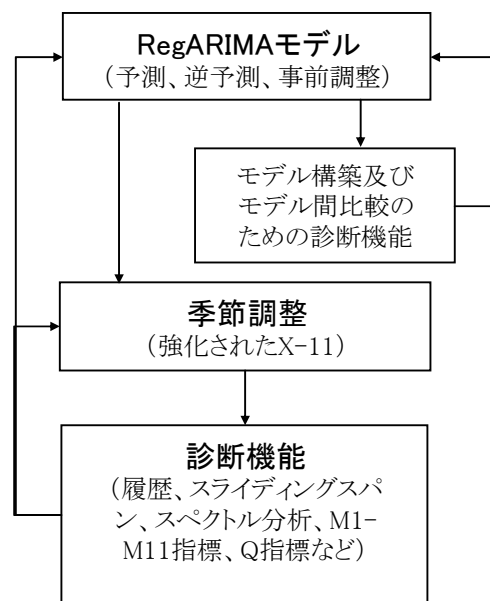 RegARIMAモデル
（予測、逆予測、事前調整）
モデル構築及び
モデル間比較の
ための診断機能
季節調整
（強化されたX-11）
診断機能
（履歴、スライディングスパ
ン、スペクトル分析、M1-
M11指標、Q指標など）